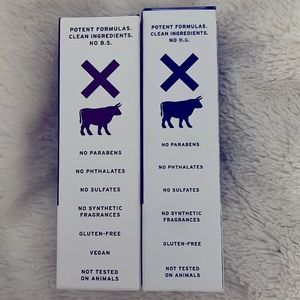 POTENT FORMULAS.
CLEAN INGREDIENTS.
NO B.S.
NO PARABENS
NO PHTHALATES
NO SULFATES
NO SYNTHETIC
FRAGRANCES
GLUTEN-FREE
VEGAN
NOT TESTED
ON ANIMALS
POTENT FORMULAS.
CLEAN INGREDIENTS.
NO B.S.
NO PARABENS
NO PHTHALATES
NO SULFATES
NO SYNTHETIC
FRAGRANCES
GLUTEN-FREE
NOT TESTED
ON ANIMALS